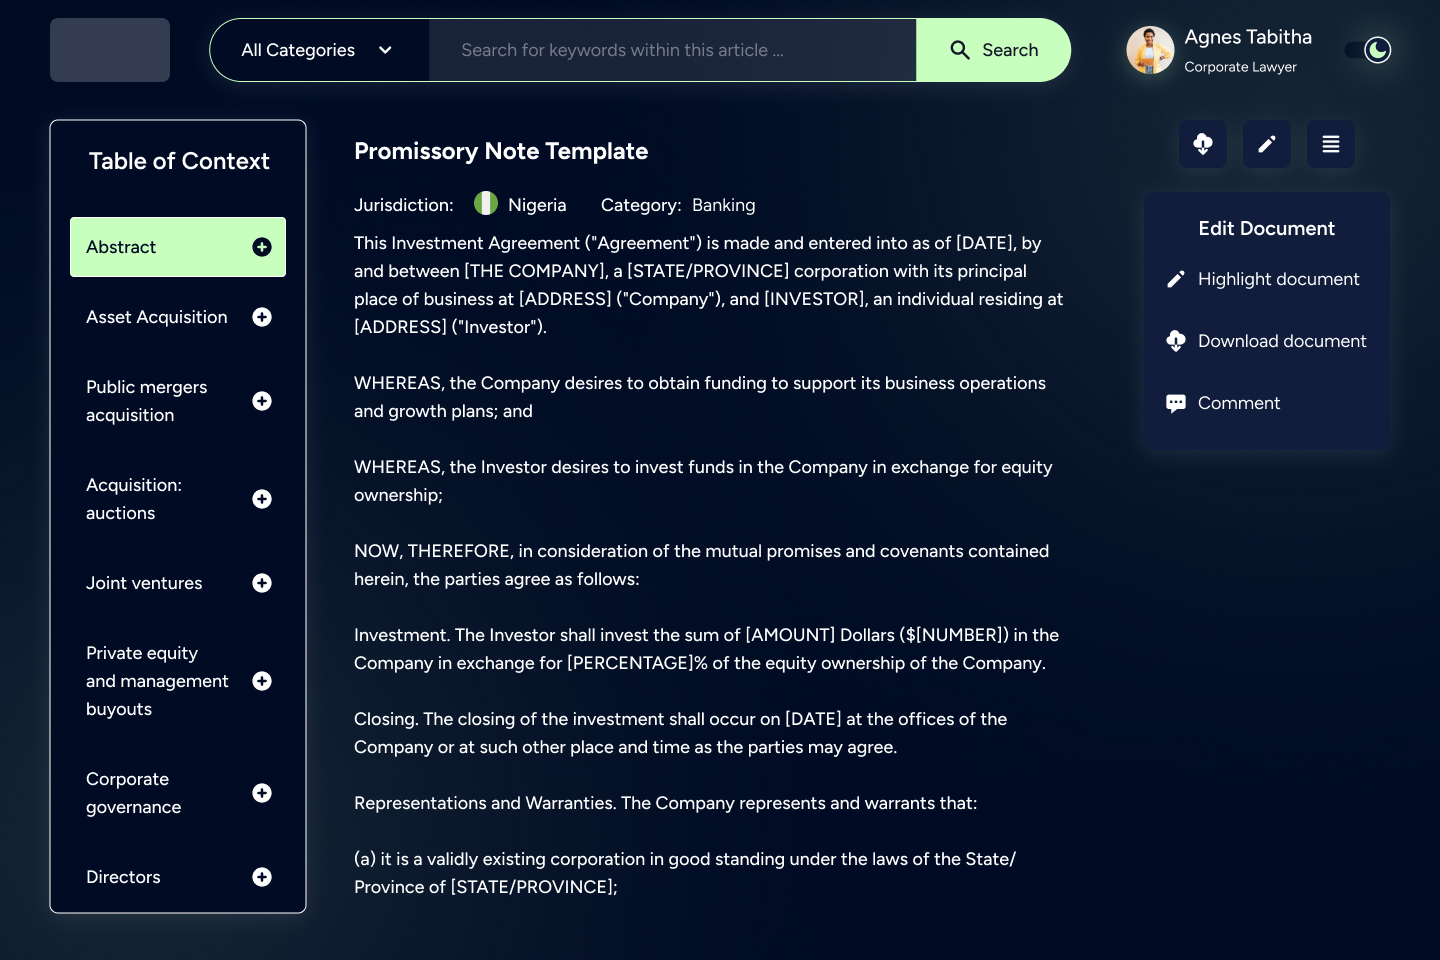 All Categories
Search for keywords within this article ...
Search
Agnes Tabitha
Corporate Lawyer
Table of Context
Abstract
Asset Acquisition
Public mergers
acquisition
Acquisition:
auctions
Joint ventures
Private equity
and management
buyouts
Corporate
governance
Directors
Promissory Note Template
Jurisdiction: Nigeria Category: Banking
This Investment Agreement ("Agreement") is made and entered into as of [DATE], by
and between [THE COMPANY], a [STATE/PROVINCE] corporation with its principal
place of business at [ADDRESS] ("Company"), and [INVESTOR], an individual residing at
[ADDRESS] ("Investor").
WHEREAS, the Company desires to obtain funding to support its business operations
and growth plans; and
WHEREAS, the Investor desires to invest funds in the Company in exchange for equity
ownership;
NOW, THEREFORE, in consideration of the mutual promises and covenants contained
herein, the parties agree as follows:
Investment. The Investor shall invest the sum of [AMOUNT] Dollars ($[NUMBER]) in the
Company in exchange for [PERCENTAGE]% of the equity ownership of the Company.
Closing. The closing of the investment shall occur on [DATE] at the offices of the
Company or at such other place and time as the parties may agree.
Representations and Warranties. The Company represents and warrants that:
(a) it is a validly existing corporation in good standing under the laws of the State/
Province of [STATE/PROVINCE];
Edit Document
Highlight document
Download document
Comment